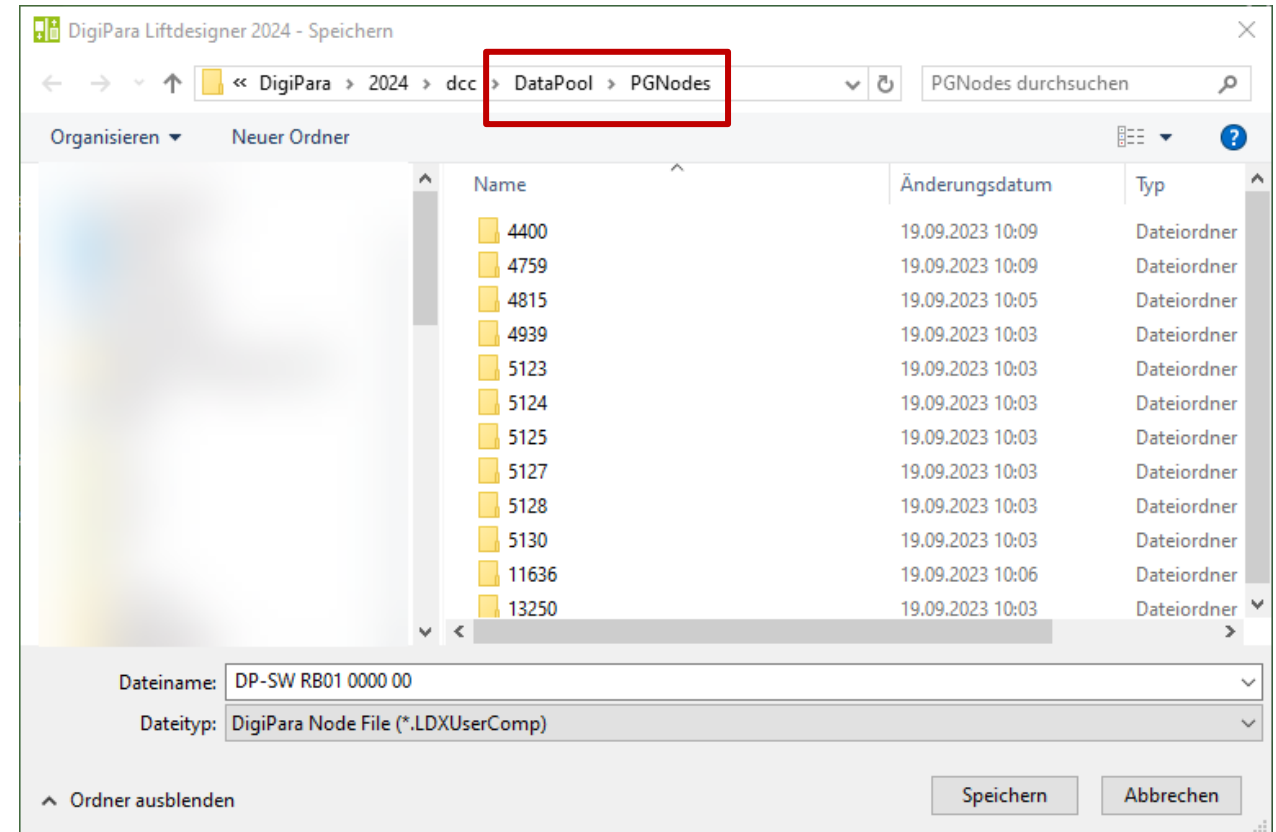 DigiPara Liftdesigner 2024 - Speichern
« DigiPara › 2024 › dcc › DataPool › PGNodes
PGNodes durchsuchen
Organisieren
Neuer Ordner
?
Name Änderungsdatum Typ
4400 19.09.2023 10:09 Dateiordner
4759 19.09.2023 10:09 Dateiordner
4815 19.09.2023 10:05 Dateiordner
4939 19.09.2023 10:03 Dateiordner
5123 19.09.2023 10:03 Dateiordner
5124 19.09.2023 10:03 Dateiordner
5125 19.09.2023 10:03 Dateiordner
5127 19.09.2023 10:03 Dateiordner
5128 19.09.2023 10:03 Dateiordner
5130 19.09.2023 10:03 Dateiordner
11636 19.09.2023 10:06 Dateiordner
13250 19.09.2023 10:03 Dateiordner
Dateiname: DP-SW RB01 0000 00
Dateityp: DigiPara Node File (*.LDXUserComp)
Ordner ausblenden
Speichern
Abbrechen